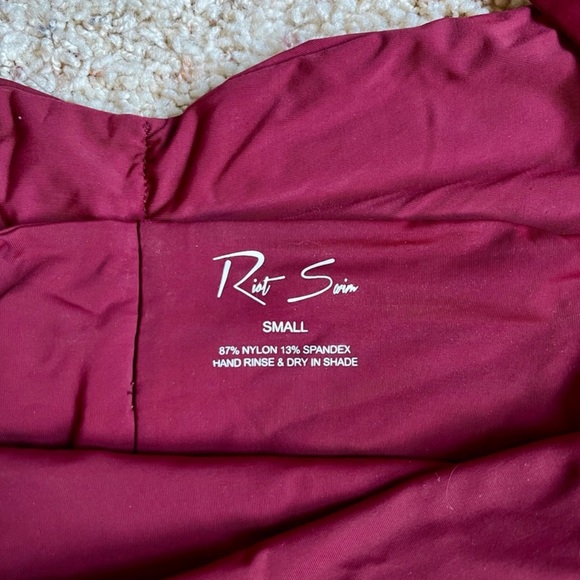 Riot Swim
SMALL
87% NYLON 13% SPANDEX
HAND RINSE & DRY IN SHADE